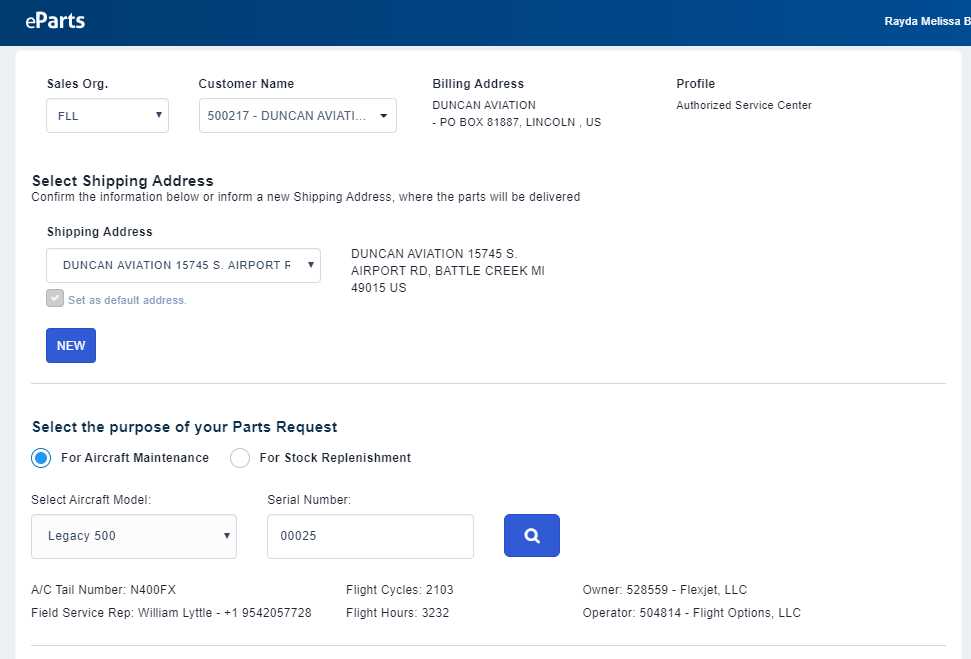 eParts
Rayda Melissa B
Sales Org.
Customer Name
Billing Address
Profile
FLL
500217 - DUNCAN AVIATI...
DUNCAN AVIATION
- PO BOX 81887, LINCOLN , US
Authorized Service Center
Select Shipping Address
Confirm the information below or inform a new Shipping Address, where the parts will be delivered
Shipping Address
DUNCAN AVIATION 15745 S. AIRPORT R
DUNCAN AVIATION 15745 S.
AIRPORT RD, BATTLE CREEK MI
49015 US
Set as default address.
NEW
Select the purpose of your Parts Request
For Aircraft Maintenance
For Stock Replenishment
Select Aircraft Model:
Serial Number:
Legacy 500
00025
A/C Tail Number: N400FX
Flight Cycles: 2103
Owner: 528559 - Flexjet, LLC
Field Service Rep: William Lyttle - +1 9542057728
Flight Hours: 3232
Operator: 504814 - Flight Options, LLC